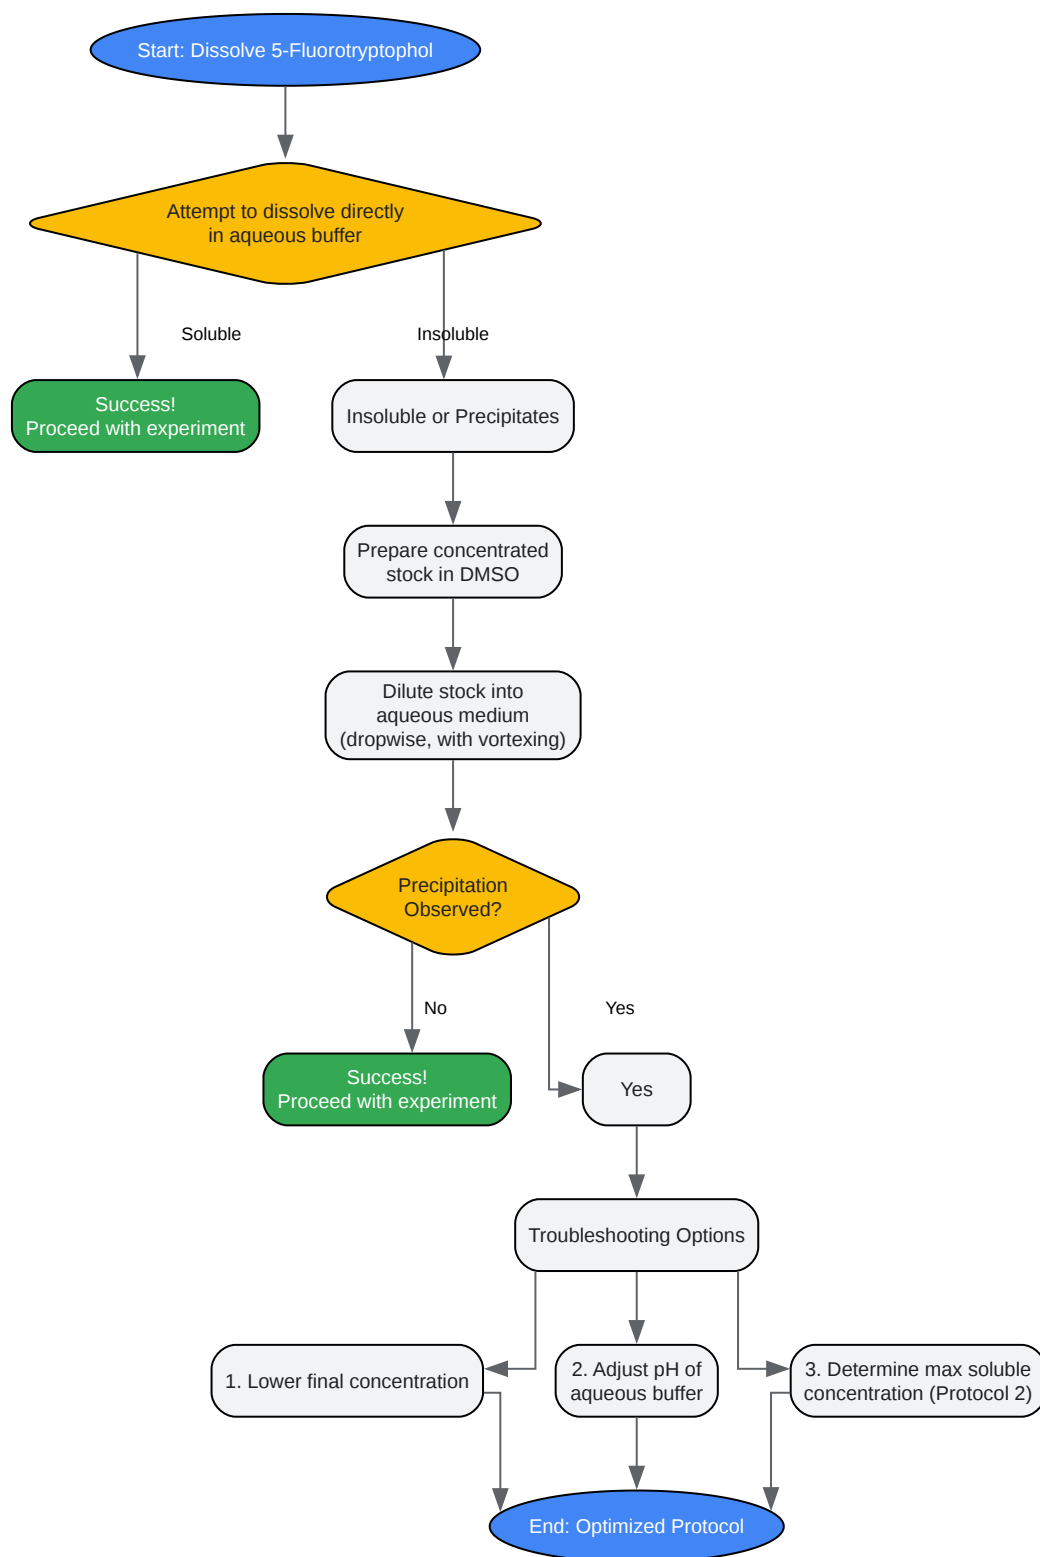 Start: Dissolve 5-Fluorotryptophol
Attempt to dissolve directly
in aqueous buffer
Soluble
Insoluble
Success!
Proceed with experiment
Insoluble or Precipitates
Prepare concentrated
stock in DMSO
Dilute stock into
aqueous medium
(dropwise, with vortexing)
Precipitation
Observed?
No
Yes
Success!
Proceed with experiment
Yes
Troubleshooting Options
1. Lower final concentration
2. Adjust pH of
aqueous buffer
3. Determine max soluble
concentration (Protocol 2)
End: Optimized Protocol